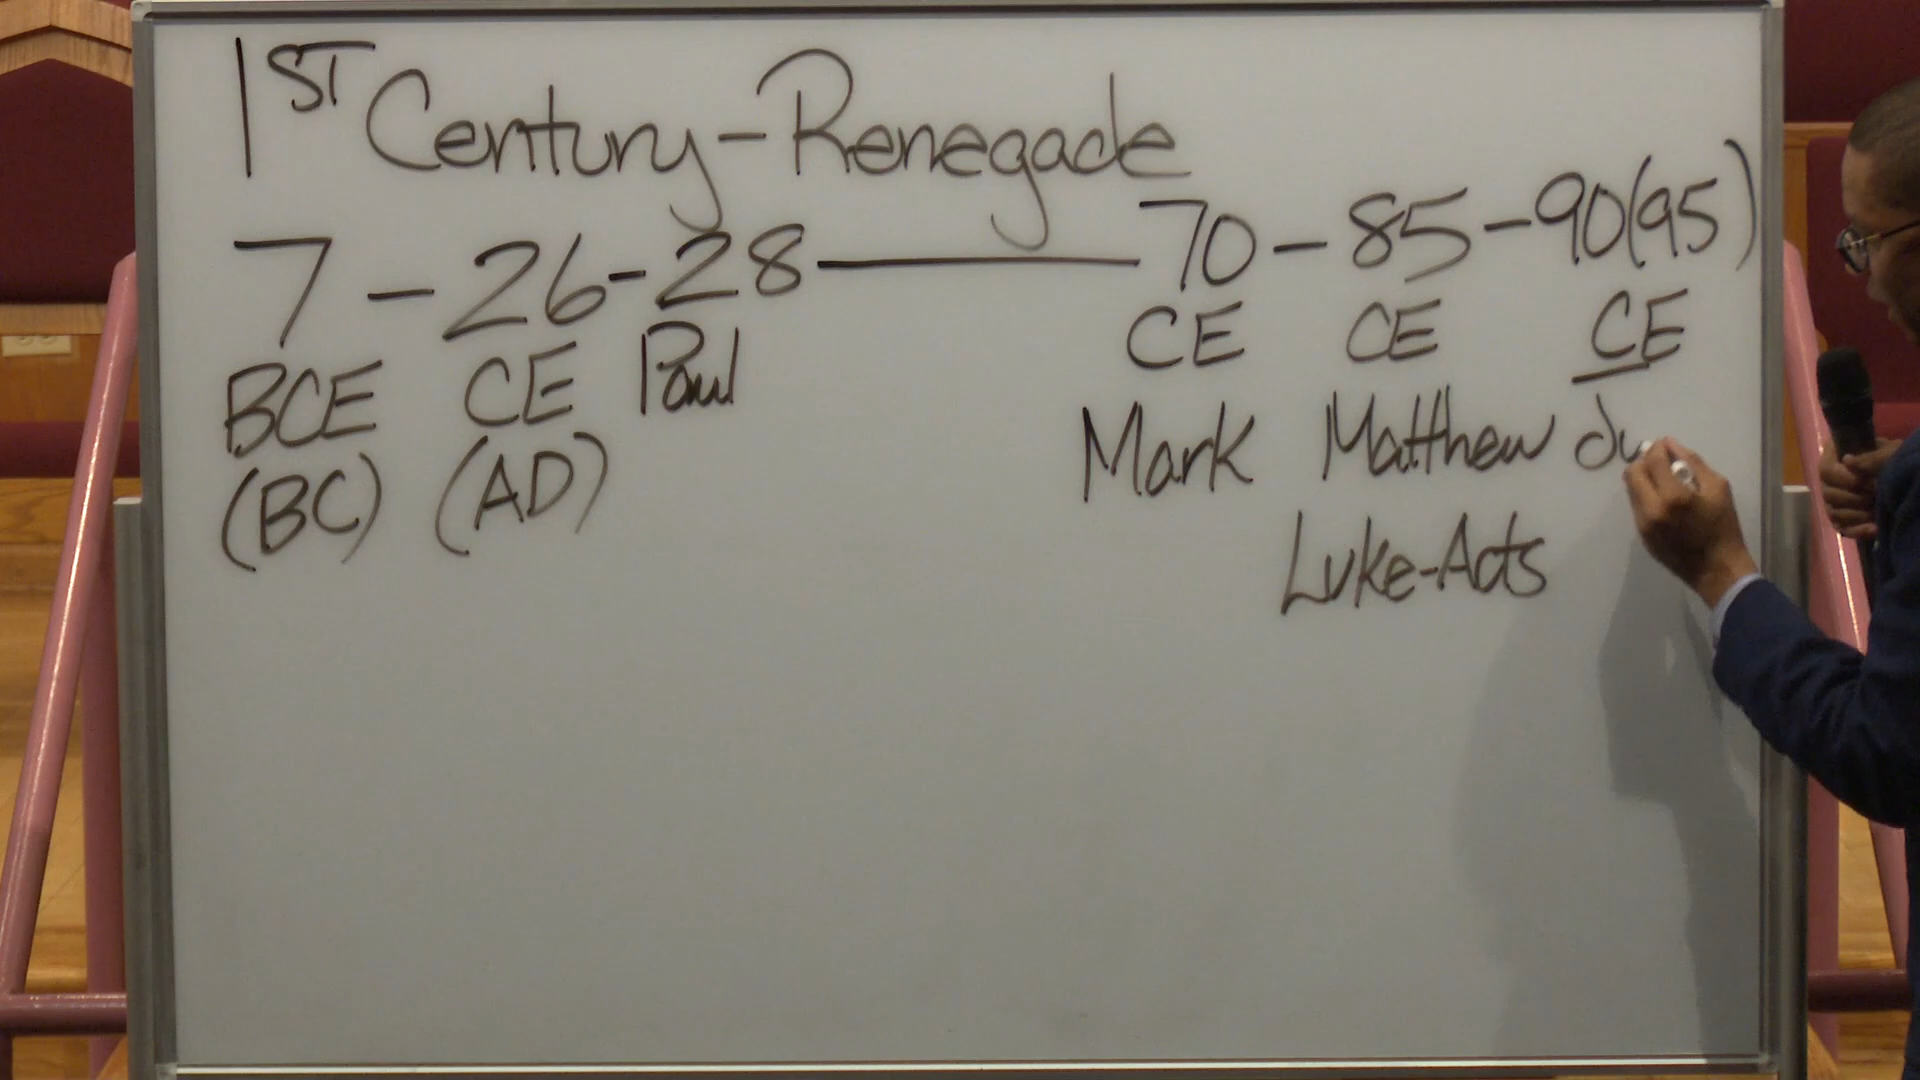 1ST Century-Renegade
7 - 26 - 28 — 70 - 85 - 90(95)
BCE CE Paul CE CE CE
(BC) (AD) Mark Matthew
Luke-Acts